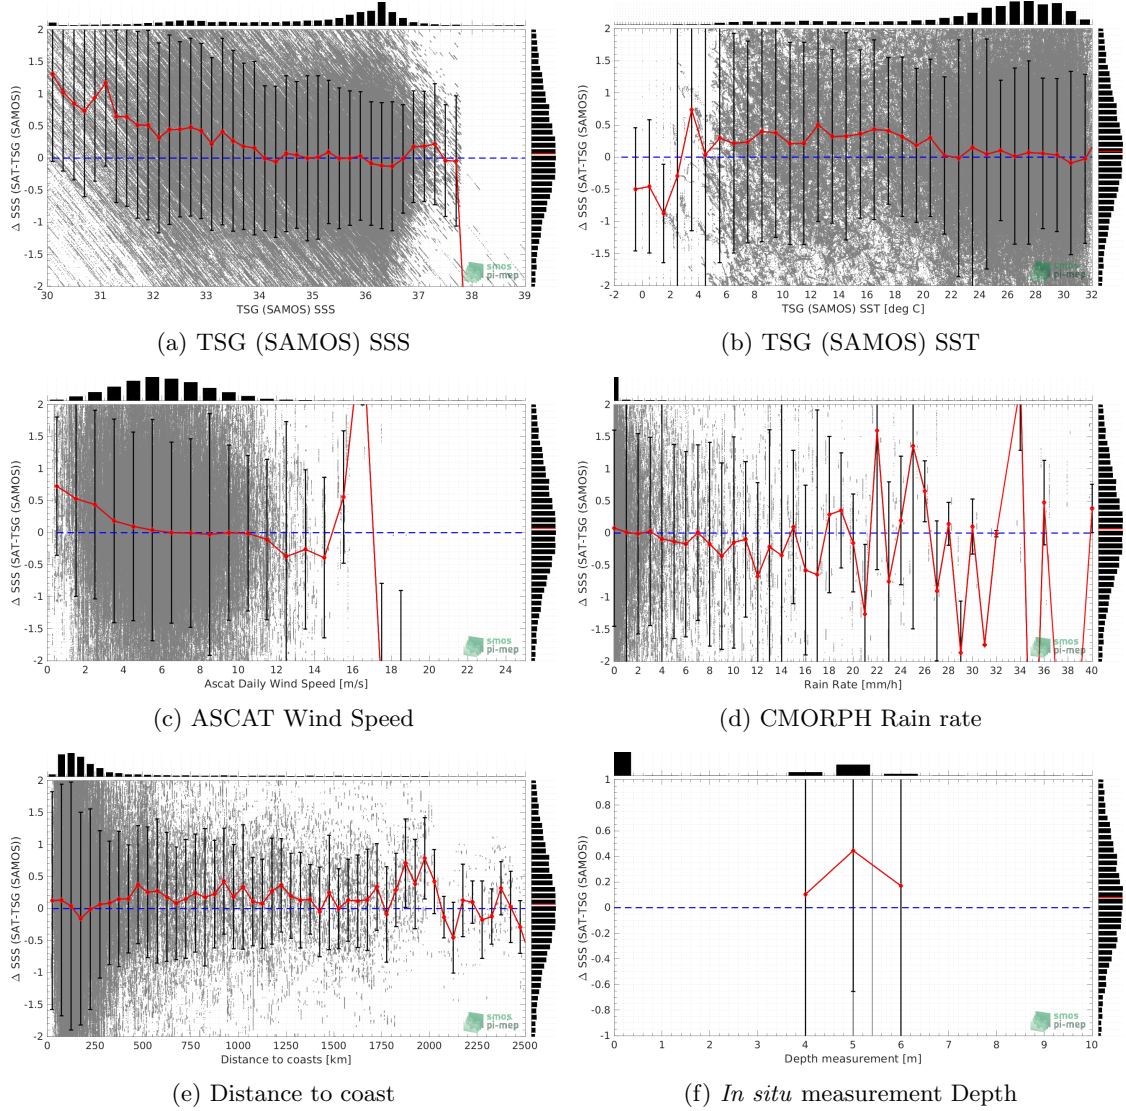 2
1.5
1
0.5
0
-0.5
-1
-1.5
-2
Δ SSS (SAT-TSG (SAMOS))
30 31 32 33 34 35 36 37 38 39
TSG (SAMOS) SSS
smos
pi-mep
(a) TSG (SAMOS) SSS
2
1.5
1
0.5
0
-0.5
-1
-1.5
-2
Δ SSS (SAT-TSG (SAMOS))
-2 0 2 4 6 8 10 12 14 16 18 20 22 24 26 28 30 32
TSG (SAMOS) SST [deg C]
smos
pi-mep
(b) TSG (SAMOS) SST
2
1.5
1
0.5
0
-0.5
-1
-1.5
-2
Δ SSS (SAT-TSG (SAMOS))
0 2 4 6 8 10 12 14 16 18 20 22 24
Ascat Daily Wind Speed [m/s]
smos
pi-mep
(c) ASCAT Wind Speed
2
1.5
1
0.5
0
-0.5
-1
-1.5
-2
Δ SSS (SAT-TSG (SAMOS))
0 2 4 6 8 10 12 14 16 18 20 22 24 26 28 30 32 34 36 38 40
Rain Rate [mm/h]
smos
pi-mep
(d) CMORPH Rain rate
2
1.5
1
0.5
0
-0.5
-1
-1.5
-2
Δ SSS (SAT-TSG (SAMOS))
0 250 500 750 1000 1250 1500 1750 2000 2250 2500
Distance to coasts [km]
smos
pi-mep
(e) Distance to coast
1
0.8
0.6
0.4
0.2
0
-0.2
-0.4
-0.6
-0.8
-1
Δ SSS (SAT-TSG (SAMOS))
0 1 2 3 4 5 6 7 8 9 10
Depth measurement [m]
smos
pi-mep
(f) In situ measurement Depth